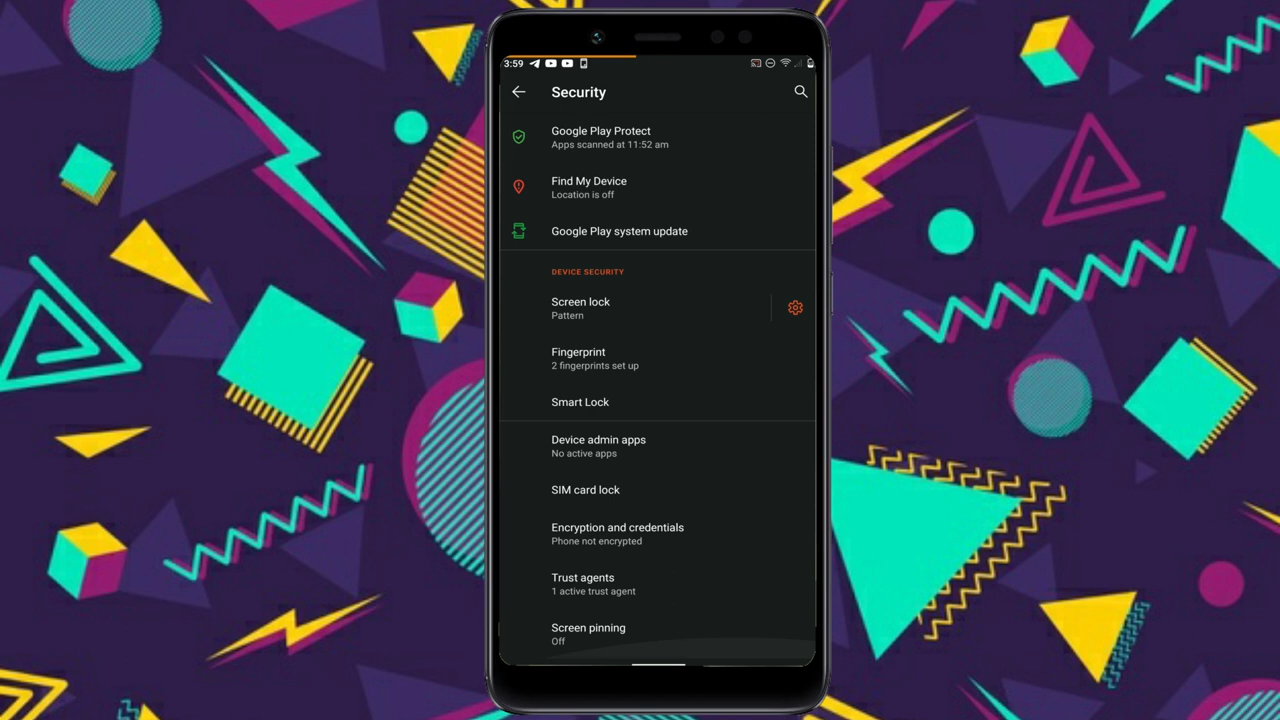 3:59
Security
Google Play Protect
Apps scanned at 11:52 am
Find My Device
Location is off
Google Play system update
DEVICE SECURITY
Screen lock
Pattern
Fingerprint
2 fingerprints set up
Smart Lock
Device admin apps
No active apps
SIM card lock
Encryption and credentials
Phone not encrypted
Trust agents
1 active trust agent
Screen pinning
Off